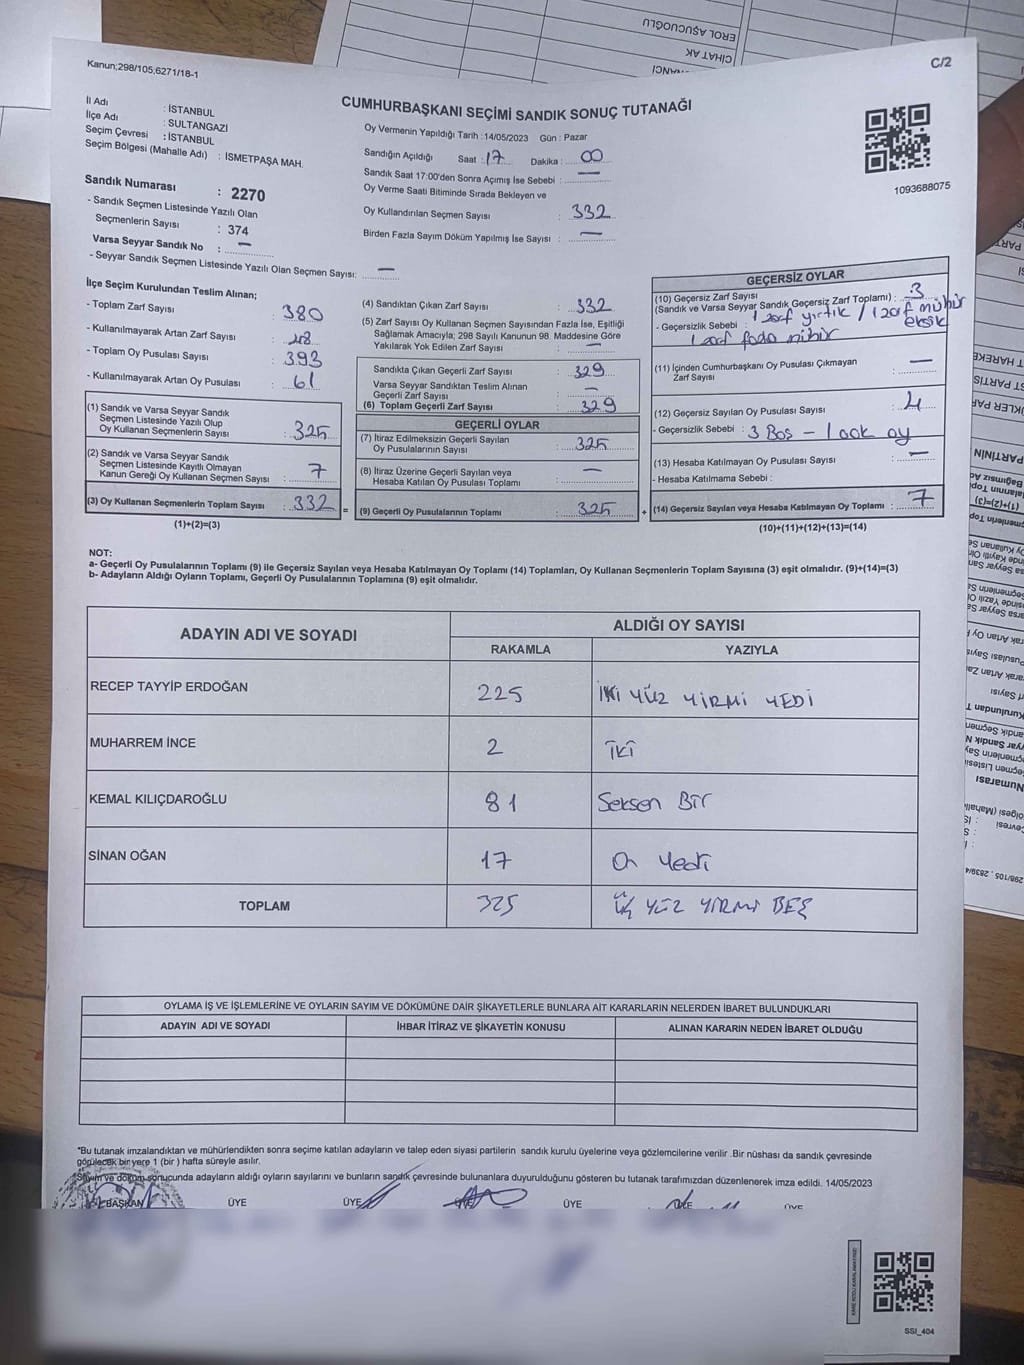 EROL AŞUCUOĞLU
CİHAT AK
Kanun;298/105,6271/18-1
C/2
CUMHURBAŞKANI SEÇİMİ SANDIK SONUÇ TUTANAĞI
İl Adı : İSTANBUL
İlçe Adı : SULTANGAZİ
Seçim Çevresi : İSTANBUL
Seçim Bölgesi (Mahalle Adı) : İSMETPAŞA MAH.
Sandık Numarası : 2270
- Sandık Seçmen Listesinde Yazılı Olan
Seçmenlerin Sayısı : 374
Varsa Seyyar Sandık No : —
- Seyyar Sandık Seçmen Listesinde Yazılı Olan Seçmen Sayısı: —
Oy Vermenin Yapıldığı Tarih :14/05/2023 Gün : Pazar
Sandığın Açıldığı Saat :17 Dakika : 00
Sandık Saat 17:00'den Sonra Açımış İse Sebebi : —
Oy Verme Saati Bitiminde Sırada Bekleyen ve
Oy Kullandırılan Seçmen Sayısı : 332
Birden Fazla Sayım Döküm Yapılmış İse Sayısı : —
1093688075
İlçe Seçim Kurulundan Teslim Alınan;
- Toplam Zarf Sayısı : 380
- Kullanılmayarak Artan Zarf Sayısı : 48
- Toplam Oy Pusulası Sayısı : 393
- Kullanılmayarak Artan Oy Pusulası : 61
(1) Sandık ve Varsa Seyyar Sandık
Seçmen Listesinde Yazılı Olup
Oy Kullanan Seçmenlerin Sayısı : 325
(2) Sandık ve Varsa Seyyar Sandık
Seçmen Listesinde Kayıtlı Olmayan
Kanun Gereği Oy Kullanan Seçmen Sayısı : 7
(3) Oy Kullanan Seçmenlerin Toplam Sayısı : 332 =
(1)+(2)=(3)
(4) Sandıktan Çıkan Zarf Sayısı : 332
(5) Zarf Sayısı Oy Kullanan Seçmen Sayısından Fazla İse, Eşitliği
Sağlamak Amacıyla; 298 Sayılı Kanunun 98. Maddesine Göre
Yakılarak Yok Edilen Zarf Sayısı : —
Sandıkta Çıkan Geçerli Zarf Sayısı : 329
Varsa Seyyar Sandıktan Teslim Alınan
Geçerli Zarf Sayısı : —
(6) Toplam Geçerli Zarf Sayısı : 329
GEÇERLİ OYLAR
(7) İtiraz Edilmeksizin Geçerli Sayılan
Oy Pusulalarının Sayısı : 325
(8) İtiraz Üzerine Geçerli Sayılan veya
Hesaba Katılan Oy Pusulası Toplamı : —
(9) Geçerli Oy Pusulalarının Toplamı : 325 +
GEÇERSİZ OYLAR
(10) Geçersiz Zarf Sayısı
(Sandık ve Varsa Seyyar Sandık Geçersiz Zarf Toplamı) : 3
- Geçersizlik Sebebi : 1 zarf yırtık / 1 zarf mühür
eksik
1 zarf fazla mühür
(11) İçinden Cumhurbaşkanı Oy Pusulası Çıkmayan
Zarf Sayısı : —
(12) Geçersiz Sayılan Oy Pusulası Sayısı : 4
- Geçersizlik Sebebi : 3 Boş - 1 açık oy
(13) Hesaba Katılmayan Oy Pusulası Sayısı : —
- Hesaba Katılmama Sebebi :
(14) Geçersiz Sayılan veya Hesaba Katılmayan Oy Toplamı : 7
(10)+(11)+(12)+(13)=(14)
NOT:
a- Geçerli Oy Pusulalarının Toplamı (9) ile Geçersiz Sayılan veya Hesaba Katılmayan Oy Toplamı (14) Toplamları, Oy Kullanan Seçmenlerin Toplam Sayısına (3) eşit olmalıdır. (9)+(14)=(3)
b- Adayların Aldığı Oyların Toplamı, Geçerli Oy Pusulalarının Toplamına (9) eşit olmalıdır.
ADAYIN ADI VE SOYADI
ALDIĞI OY SAYISI
RAKAMLA YAZIYLA
RECEP TAYYİP ERDOĞAN 225 İKİ YÜZ YİRMİ YEDİ
MUHARREM İNCE 2 İKİ
KEMAL KILIÇDAROĞLU 81 Seksen Bir
SİNAN OĞAN 17 On Yedi
TOPLAM 325 ÜÇ YÜZ YİRMİ BEŞ
OYLAMA İŞ VE İŞLEMLERİNE VE OYLARIN SAYIM VE DÖKÜMÜNE DAİR ŞİKAYETLERLE BUNLARA AİT KARARLARIN NELERDEN İBARET BULUNDUKLARI
ADAYIN ADI VE SOYADI İHBAR İTİRAZ VE ŞİKAYETİN KONUSU ALINAN KARARIN NEDEN İBARET OLDUĞU
*Bu tutanak imzalandıktan ve mühürlendikten sonra seçime katılan adayların ve talep eden siyasi partilerin sandık kurulu üyelerine veya gözlemcilerine verilir .Bir nüshası da sandık çevresinde
görülecek bir yere 1 (bir ) hafta süreyle asılır.
*Sayım ve döküm sonucunda adayların aldığı oyların sayılarını ve bunların sandık çevresinde bulunanlara duyurulduğunu gösteren bu tutanak tarafımızdan düzenlenerek imza edildi. 14/05/2023
BAŞKAN ÜYE ÜYE ÜYE ÜYE ÜYE ÜYE
SSI_404